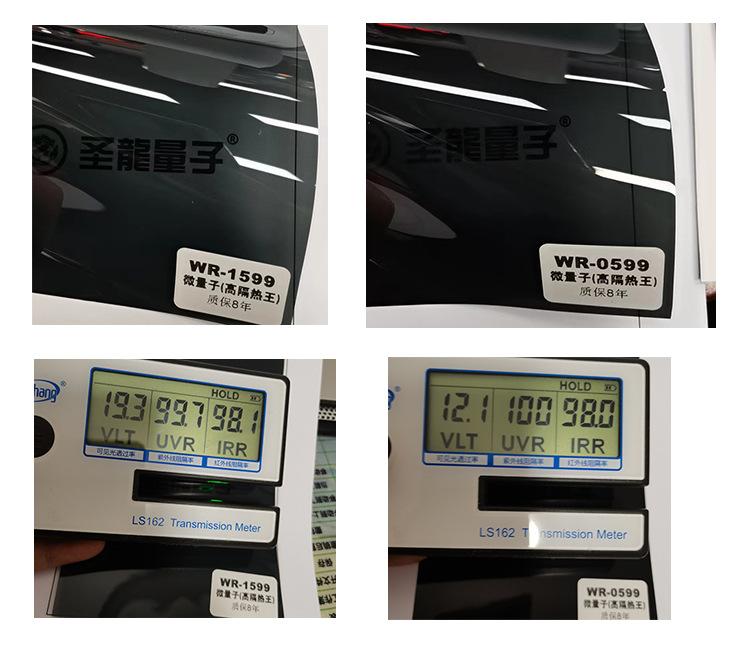 圣龍量子®
WR-1599
微量子(高隔热王)
质保8年
圣龍量子®
WR-0599
微量子(高隔热王)
质保8年
hang®
HOLD
19.3 99.7 98.1
VLT UVR IRR
可见光透过率 紫外线阻隔率 红外线阻隔率
LS162 Transmission Meter
WR-1599
微量子(高隔热王)
质保8年
HOLD
12.1 100 98.0
VLT UVR IRR
可见光透过率 紫外线阻隔率 红外线阻隔率
LS162 Transmission Meter
WR-0599
微量子(高隔热王)
质保8年